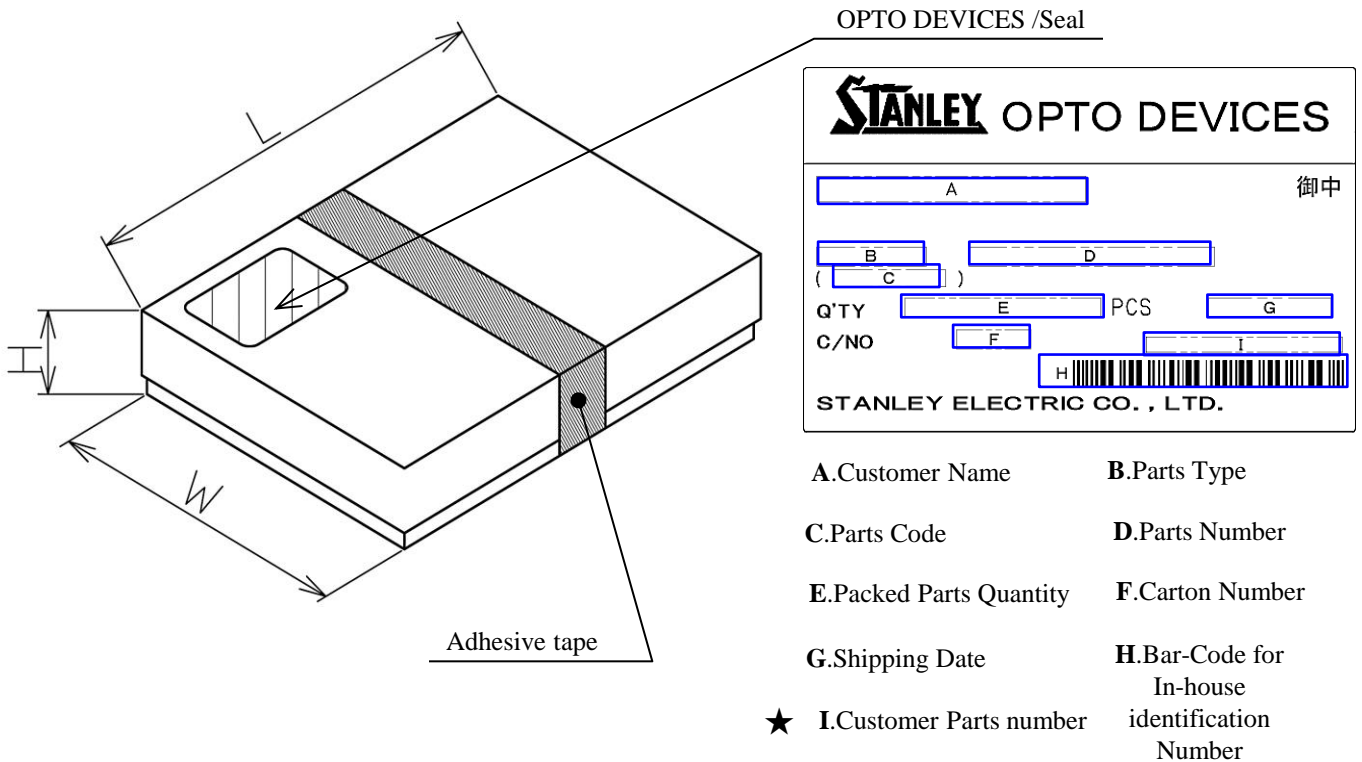 OPTO DEVICES /Seal
L
H
W
Adhesive tape
STANLEY OPTO DEVICES
A 御中
B D
( C )
Q'TY E PCS G
C/NO F I
H
STANLEY ELECTRIC CO. , LTD.
A.Customer Name B.Parts Type
C.Parts Code D.Parts Number
E.Packed Parts Quantity F.Carton Number
G.Shipping Date H.Bar-Code for
In-house
★ I.Customer Parts number identification
Number